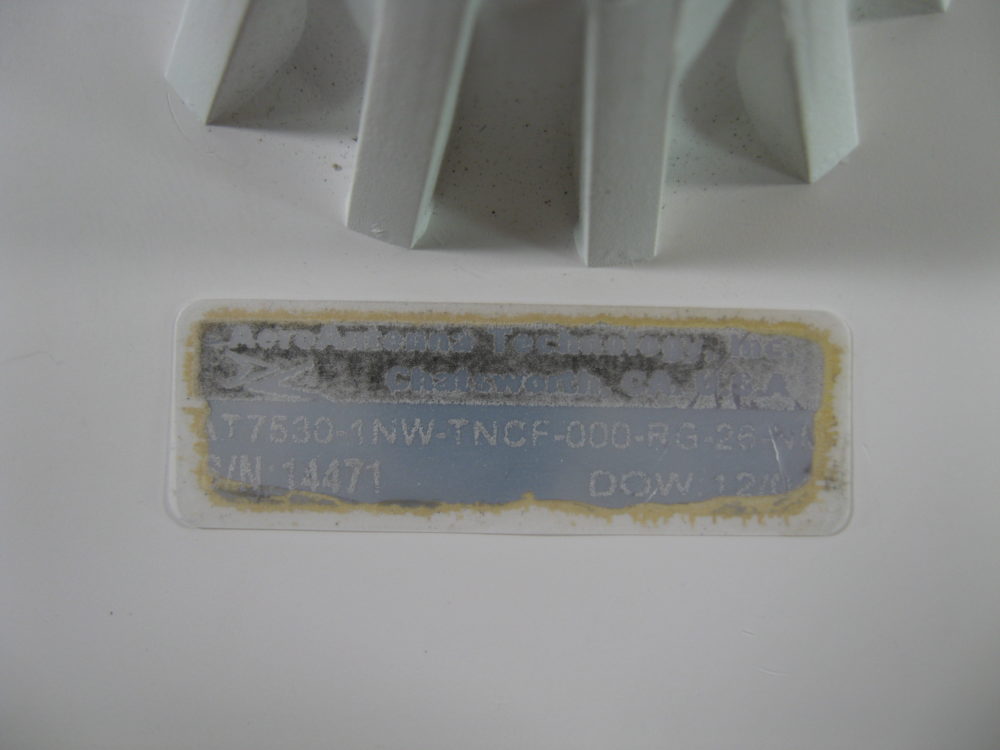 AeroAntenna Technology, Inc.
Chatsworth, CA, USA
AT7530-1NW-TNCF-000-RG-26-N
S/N: 14471 DOW 12/0